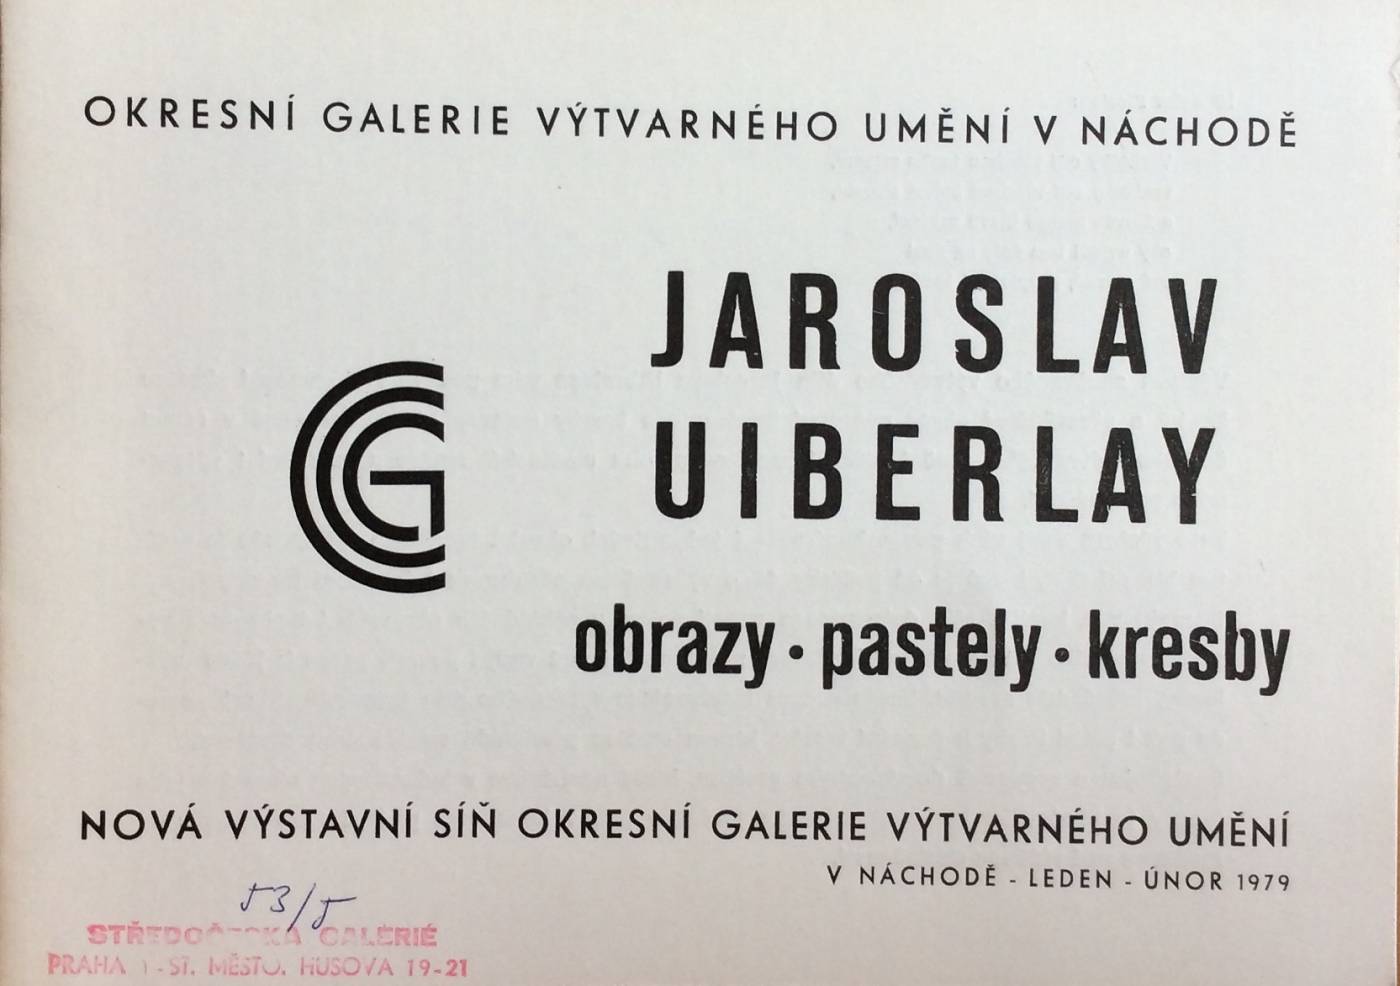 OKRESNÍ GALERIE VÝTVARNÉHO UMĚNÍ V NÁCHODĚ
JAROSLAV
UIBERLAY
obrazy · pastely · kresby
NOVÁ VÝSTAVNÍ SÍŇ OKRESNÍ GALERIE VÝTVARNÉHO UMĚNÍ
V NÁCHODĚ - LEDEN - ÚNOR 1979
53/5
STŘEDOČESKÁ GALERIE
PRAHA 1 - ST. MĚSTO, HUSOVA 19-21